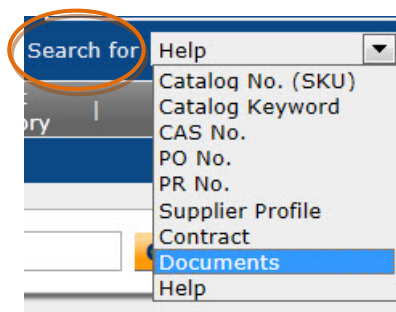 Search for Help
Catalog No. (SKU)
Catalog Keyword
CAS No.
PO No.
PR No.
Supplier Profile
Contract
Documents
Help